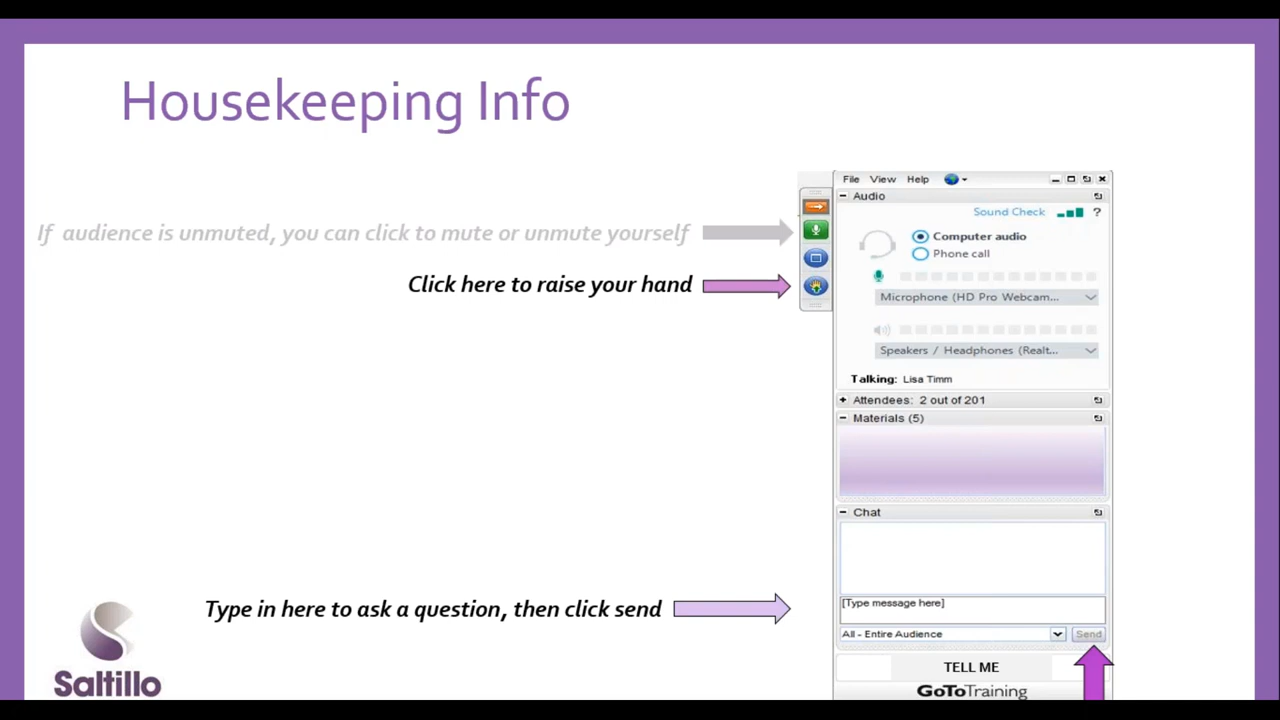 Housekeeping Info
File View Help
Audio
If audience is unmuted, you can click to mute or unmute yourself
Sound Check ?
Computer audio
Phone call
Click here to raise your hand
Microphone (HD Pro Webcam...
Speakers / Headphones (Realt...
Talking: Lisa Timm
Attendees: 2 out of 201
Materials (5)
Chat
Type in here to ask a question, then click send
[Type message here]
All - Entire Audience Send
TELL ME
GoToTraining
Saltillo